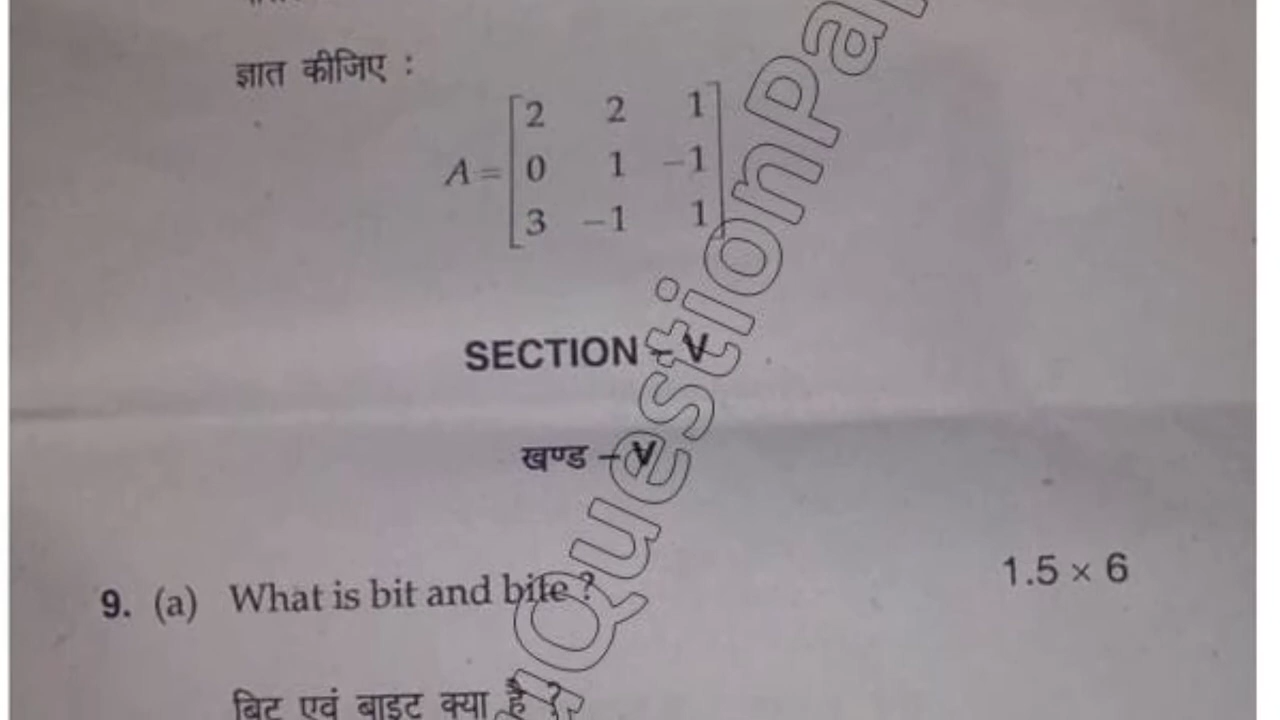 ज्ञात कीजिए :
2 2 1
A = 0 1 -1
3 -1 1
SECTION - V
खण्ड - V
9. (a) What is bit and bite ? 1.5 × 6
बिट एवं बाइट क्या है ?
QuestionPa